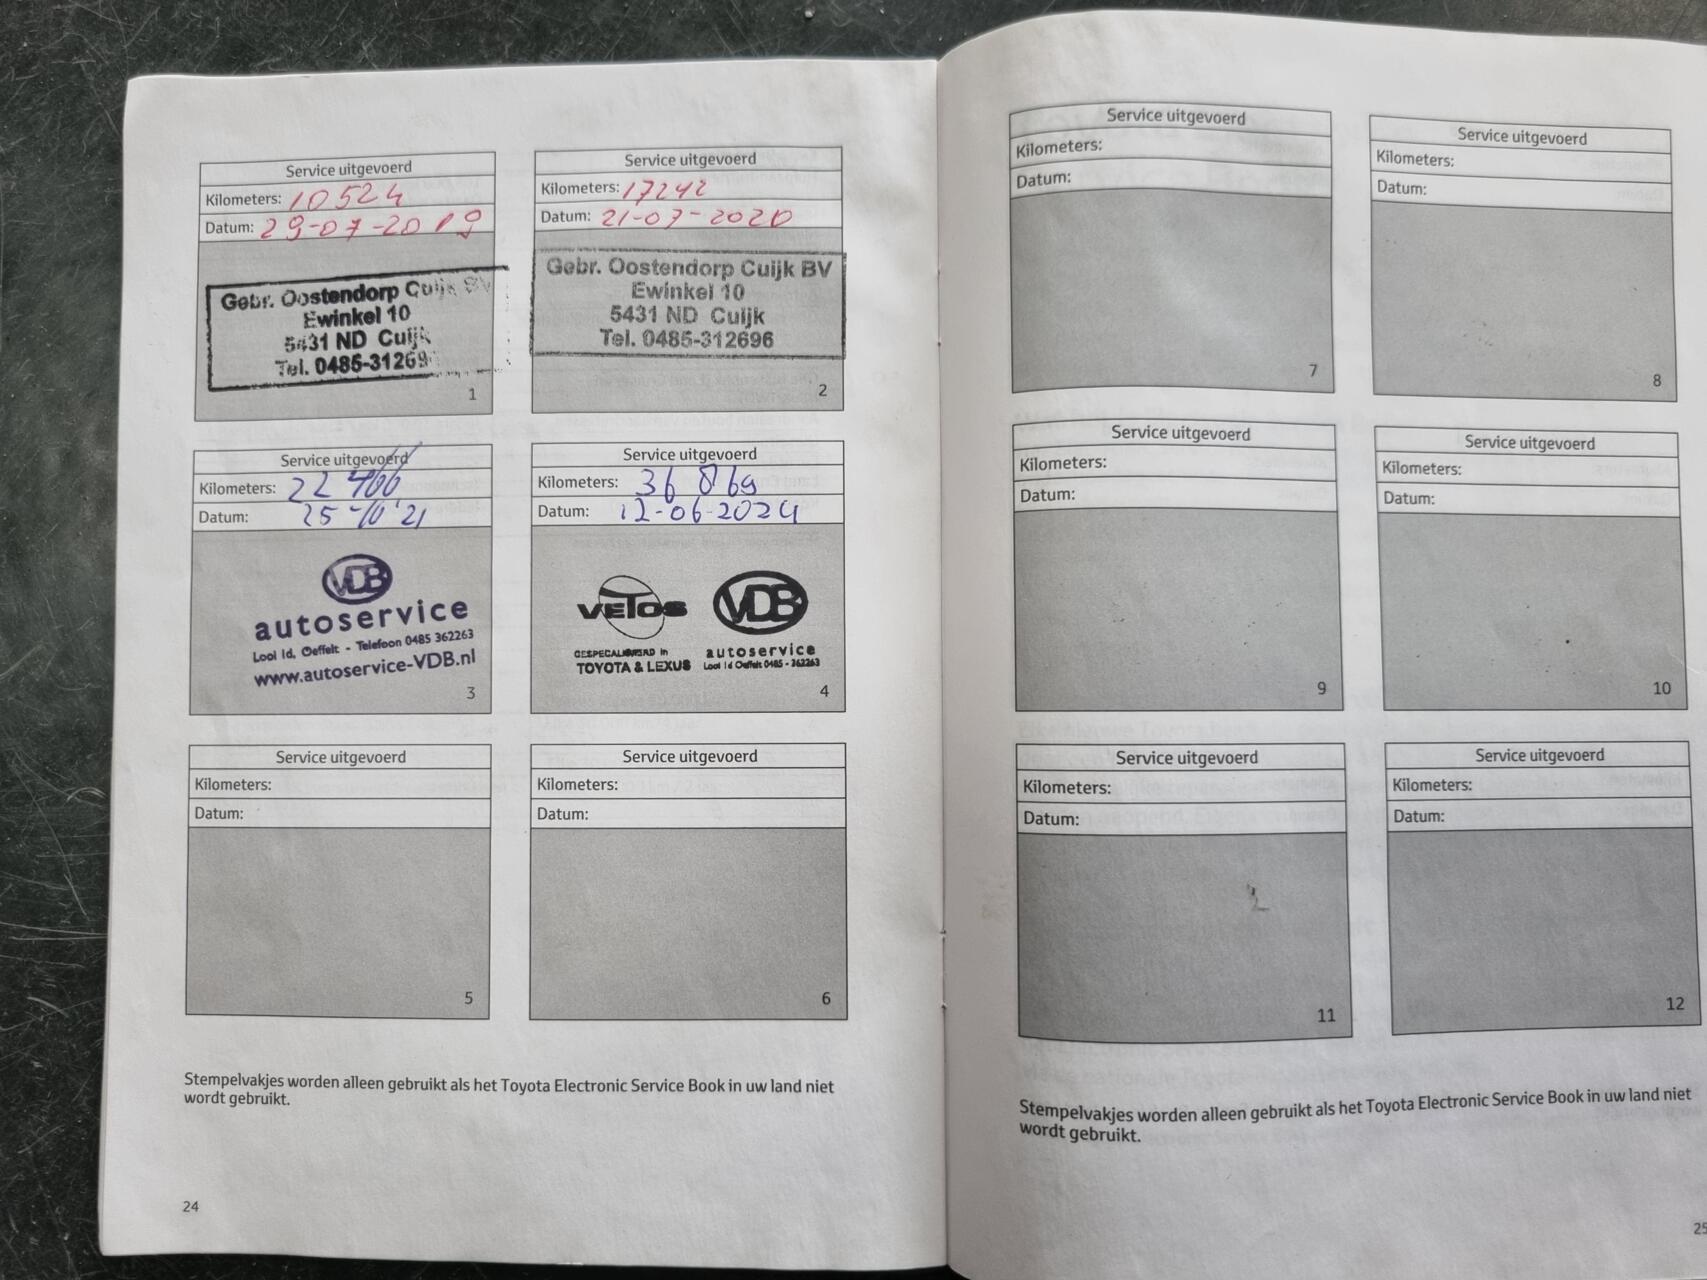 Service uitgevoerd
Kilometers: 10524
Datum: 29-07-2019
Gebr. Oostendorp Cuijk BV
Ewinkel 10
5431 ND Cuijk
Tel. 0485-31269
1
Service uitgevoerd
Kilometers: 17242
Datum: 21-07-2020
Gebr. Oostendorp Cuijk BV
Ewinkel 10
5431 ND Cuijk
Tel. 0485-312696
2
Service uitgevoerd
Kilometers: 22
Datum: 25-10'21
VDB
autoservice
Looi 1d, Oeffelt - Telefoon 0485 362263
www.autoservice-VDB.nl
3
Service uitgevoerd
Kilometers: 36869
Datum: 12-06-2024
VETOS VDB
GESPECIALISEERD in autoservice
TOYOTA & LEXUS Looi 1d Oeffelt 0485 - 362263
4
Service uitgevoerd
Kilometers:
Datum:
5
Service uitgevoerd
Kilometers:
Datum:
6
Stempelvakjes worden alleen gebruikt als het Toyota Electronic Service Book in uw land niet
wordt gebruikt.
24
Service uitgevoerd
Kilometers:
Datum:
7
Service uitgevoerd
Kilometers:
Datum:
8
Service uitgevoerd
Kilometers:
Datum:
9
Service uitgevoerd
Kilometers:
Datum:
10
Service uitgevoerd
Kilometers:
Datum:
11
Service uitgevoerd
Kilometers:
Datum:
12
Stempelvakjes worden alleen gebruikt als het Toyota Electronic Service Book in uw land niet
wordt gebruikt.
25